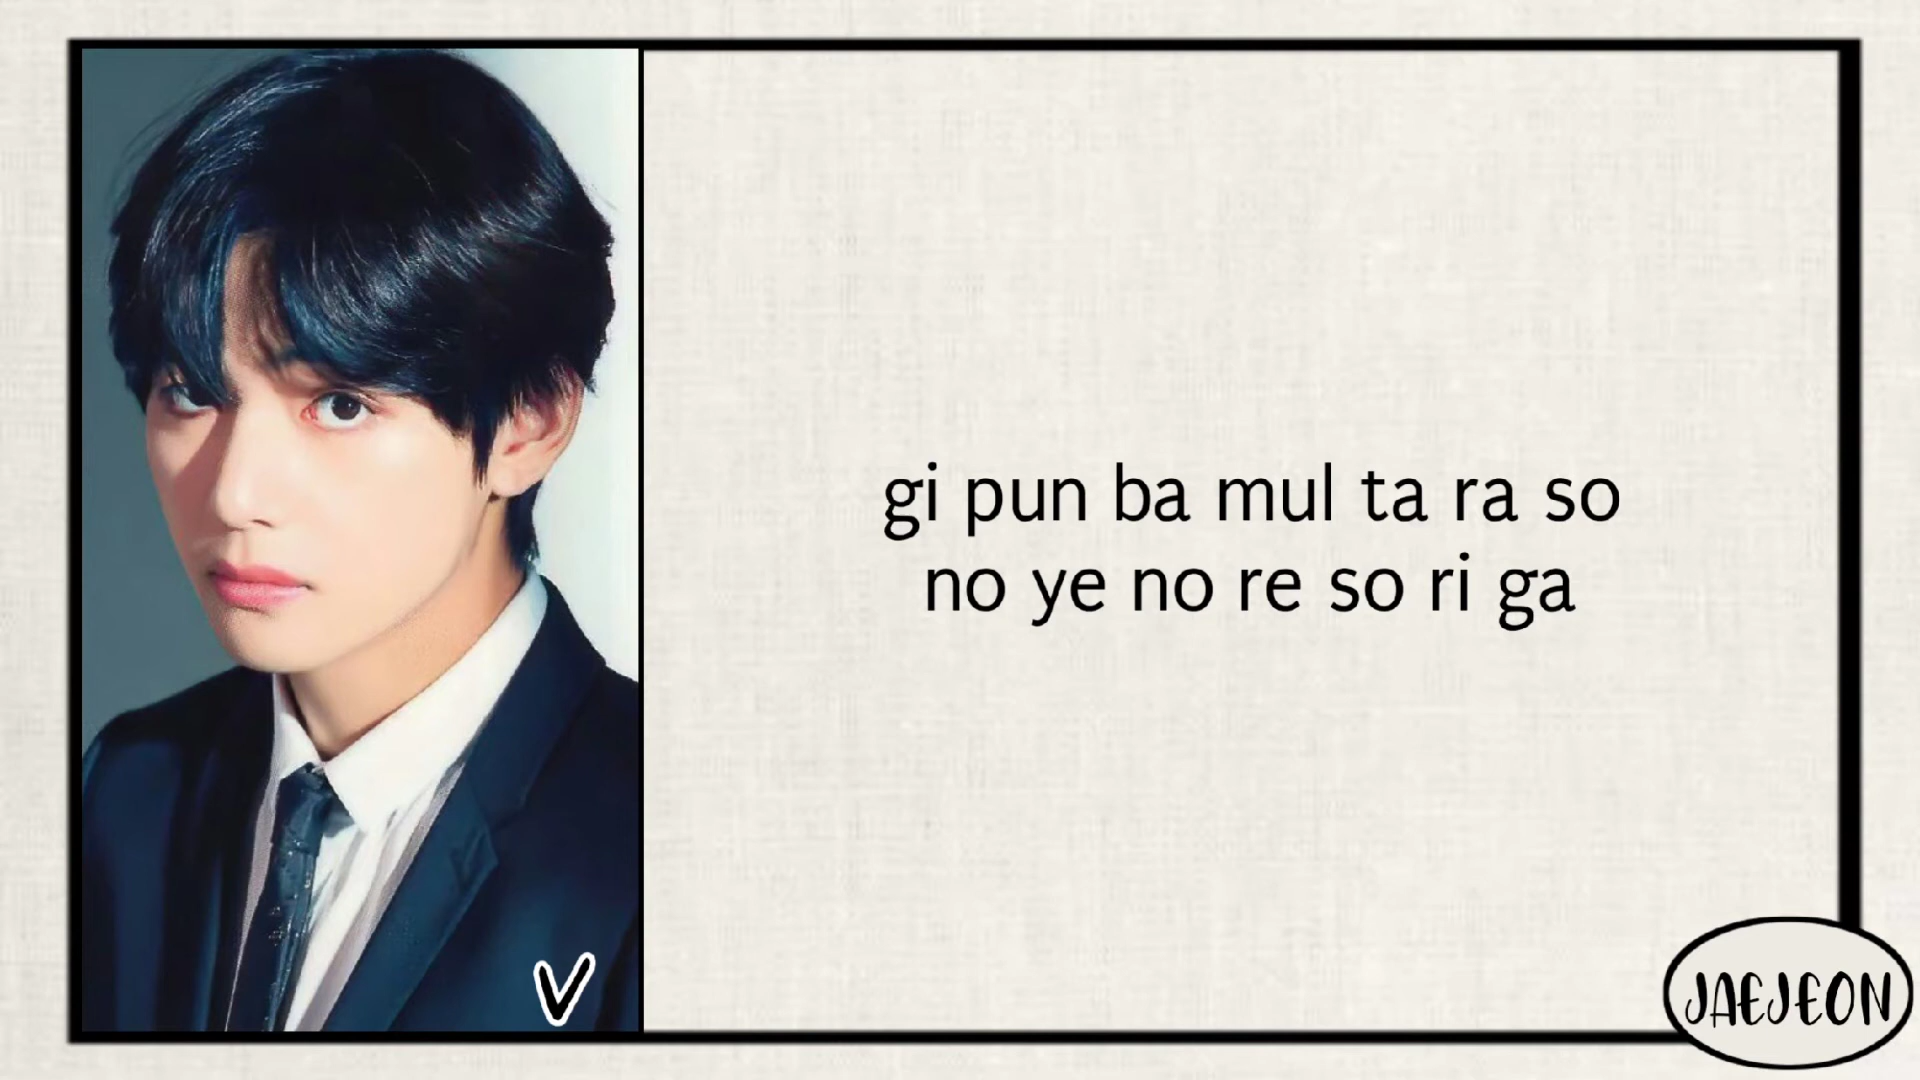 gi pun ba mul ta ra so
no ye no re so ri ga
V
JAEJEON